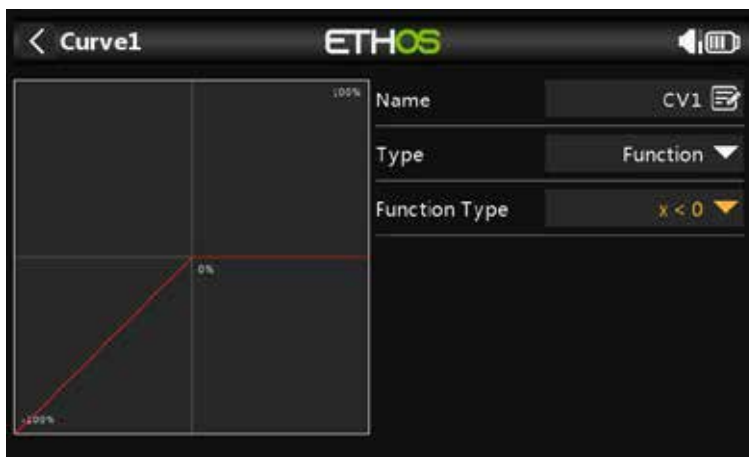 Curve1
ETHOS
100%
Name
CV1
Type
Function
Function Type
x < 0
0%
-100%